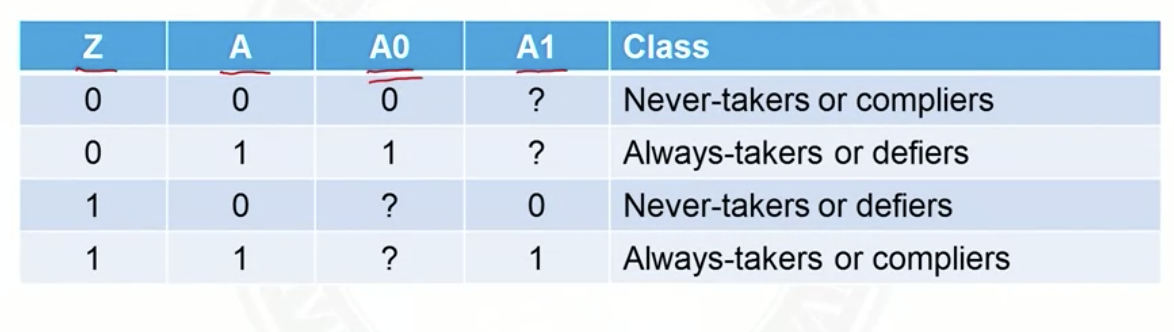 Z A A0 A1 Class
0 0 0 ? Never-takers or compliers
0 1 1 ? Always-takers or defiers
1 0 ? 0 Never-takers or defiers
1 1 ? 1 Always-takers or compliers